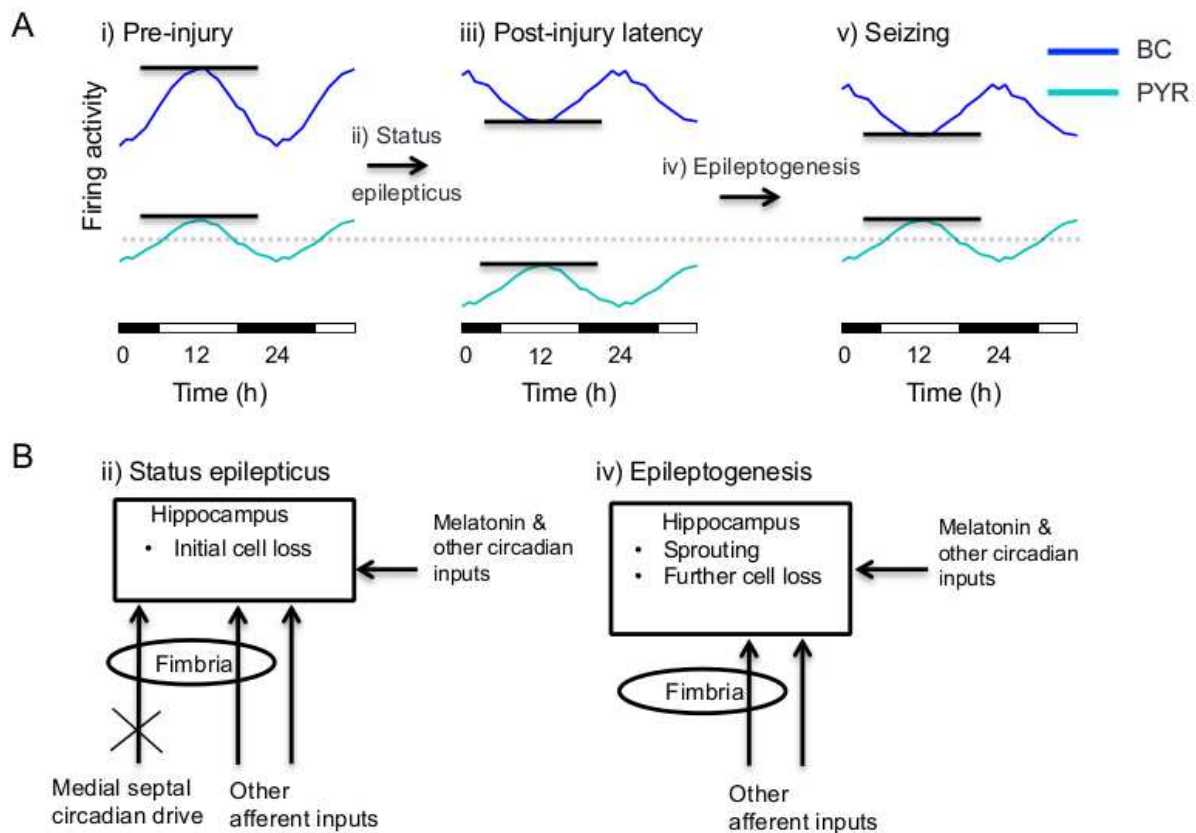 A
i) Pre-injury
iii) Post-injury latency
v) Seizing
BC
PYR
Firing activity
ii) Status
epilepticus
iv) Epileptogenesis
0 12 24
0 12 24
0 12 24
Time (h)
Time (h)
Time (h)
B
ii) Status epilepticus
Hippocampus
• Initial cell loss
Melatonin &
other circadian
inputs
Fimbria
Medial septal
circadian drive
Other
afferent inputs
iv) Epileptogenesis
Hippocampus
• Sprouting
• Further cell loss
Melatonin &
other circadian
inputs
Fimbria
Other
afferent inputs